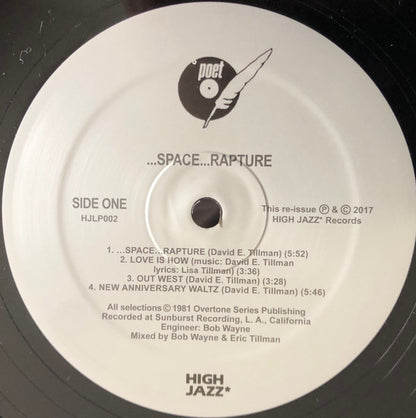 poet
...SPACE...RAPTURE
SIDE ONE
HJLP002
This re-issue Ⓟ & © 2017
HIGH JAZZ* Records
1. ...SPACE...RAPTURE (David E. Tillman) (5:52)
2. LOVE IS HOW (music: David E. Tillman
lyrics: Lisa Tillman) (3:36)
3. OUT WEST (David E. Tillman) (3:28)
4. NEW ANNIVERSARY WALTZ (David E. Tillman) (5:46)
All selections © 1981 Overtone Series Publishing
Recorded at Sunburst Recording, L. A., California
Engineer: Bob Wayne
Mixed by Bob Wayne & Eric Tillman
HIGH
JAZZ*